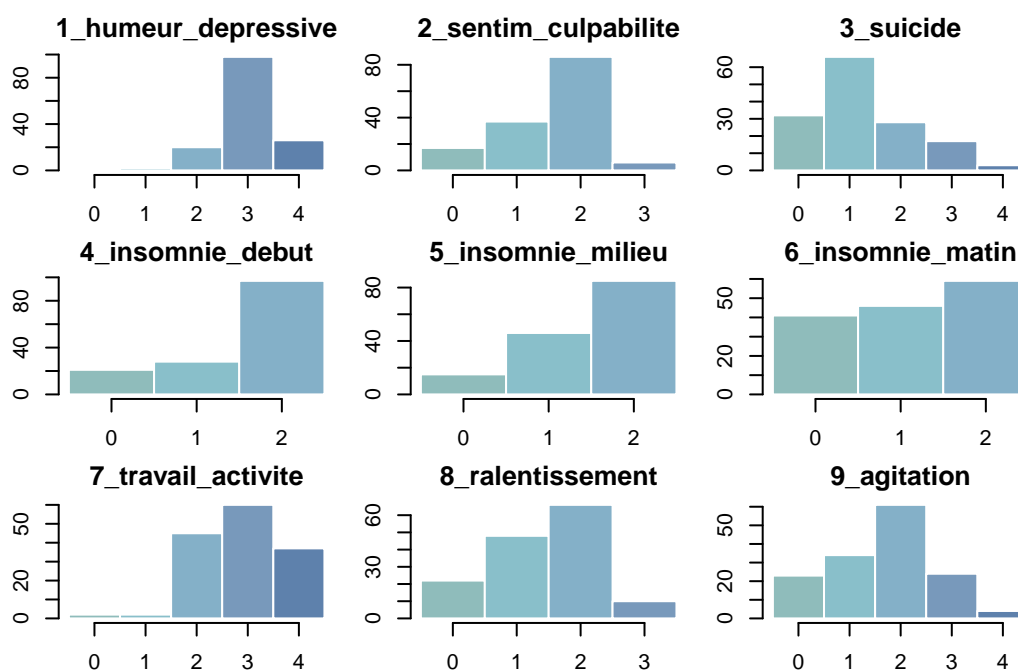 1_humeur_depressive
80
40
0
0 1 2 3 4
2_sentim_culpabilite
80
40
0
0 1 2 3
3_suicide
60
30
0
0 1 2 3 4
4_insomnie_debut
80
40
0
0 1 2
5_insomnie_milieu
80
40
0
0 1 2
6_insomnie_matin
50
20
0
0 1 2
7_travail_activite
50
20
0
0 1 2 3 4
8_ralentissement
60
30
0
0 1 2 3
9_agitation
50
20
0
0 1 2 3 4